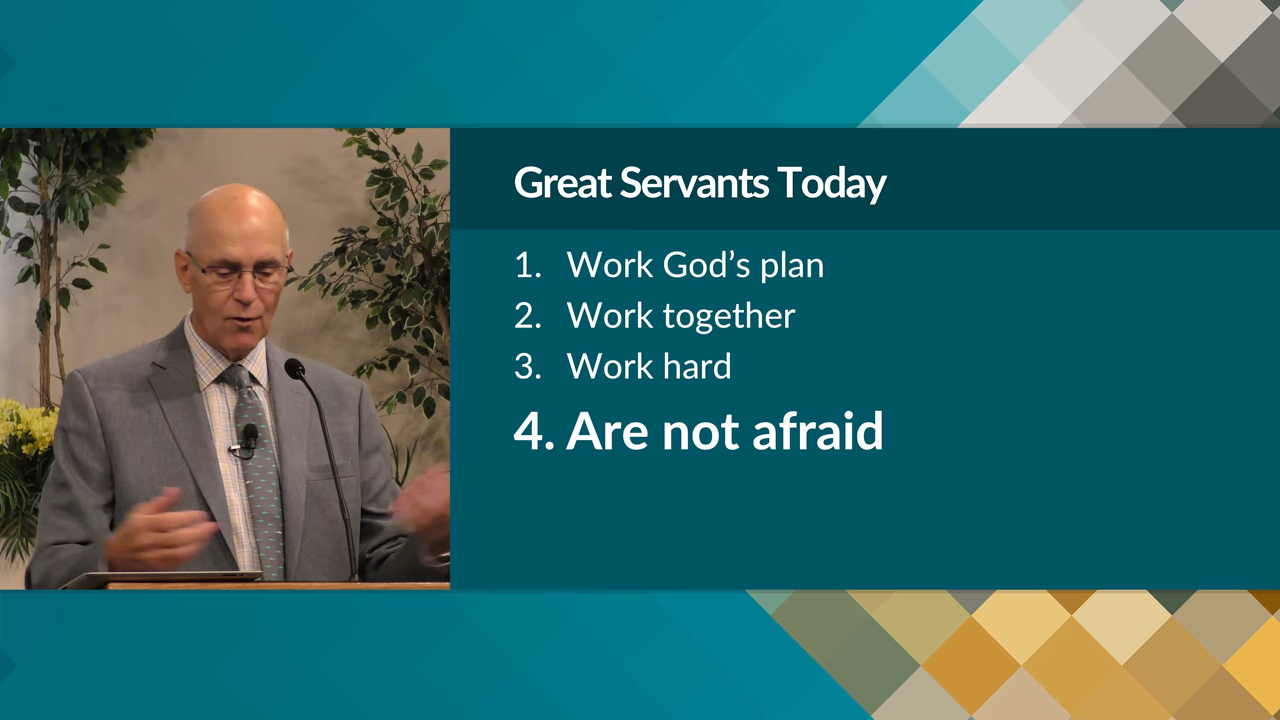 Great Servants Today
1. Work God’s plan
2. Work together
3. Work hard
4. Are not afraid